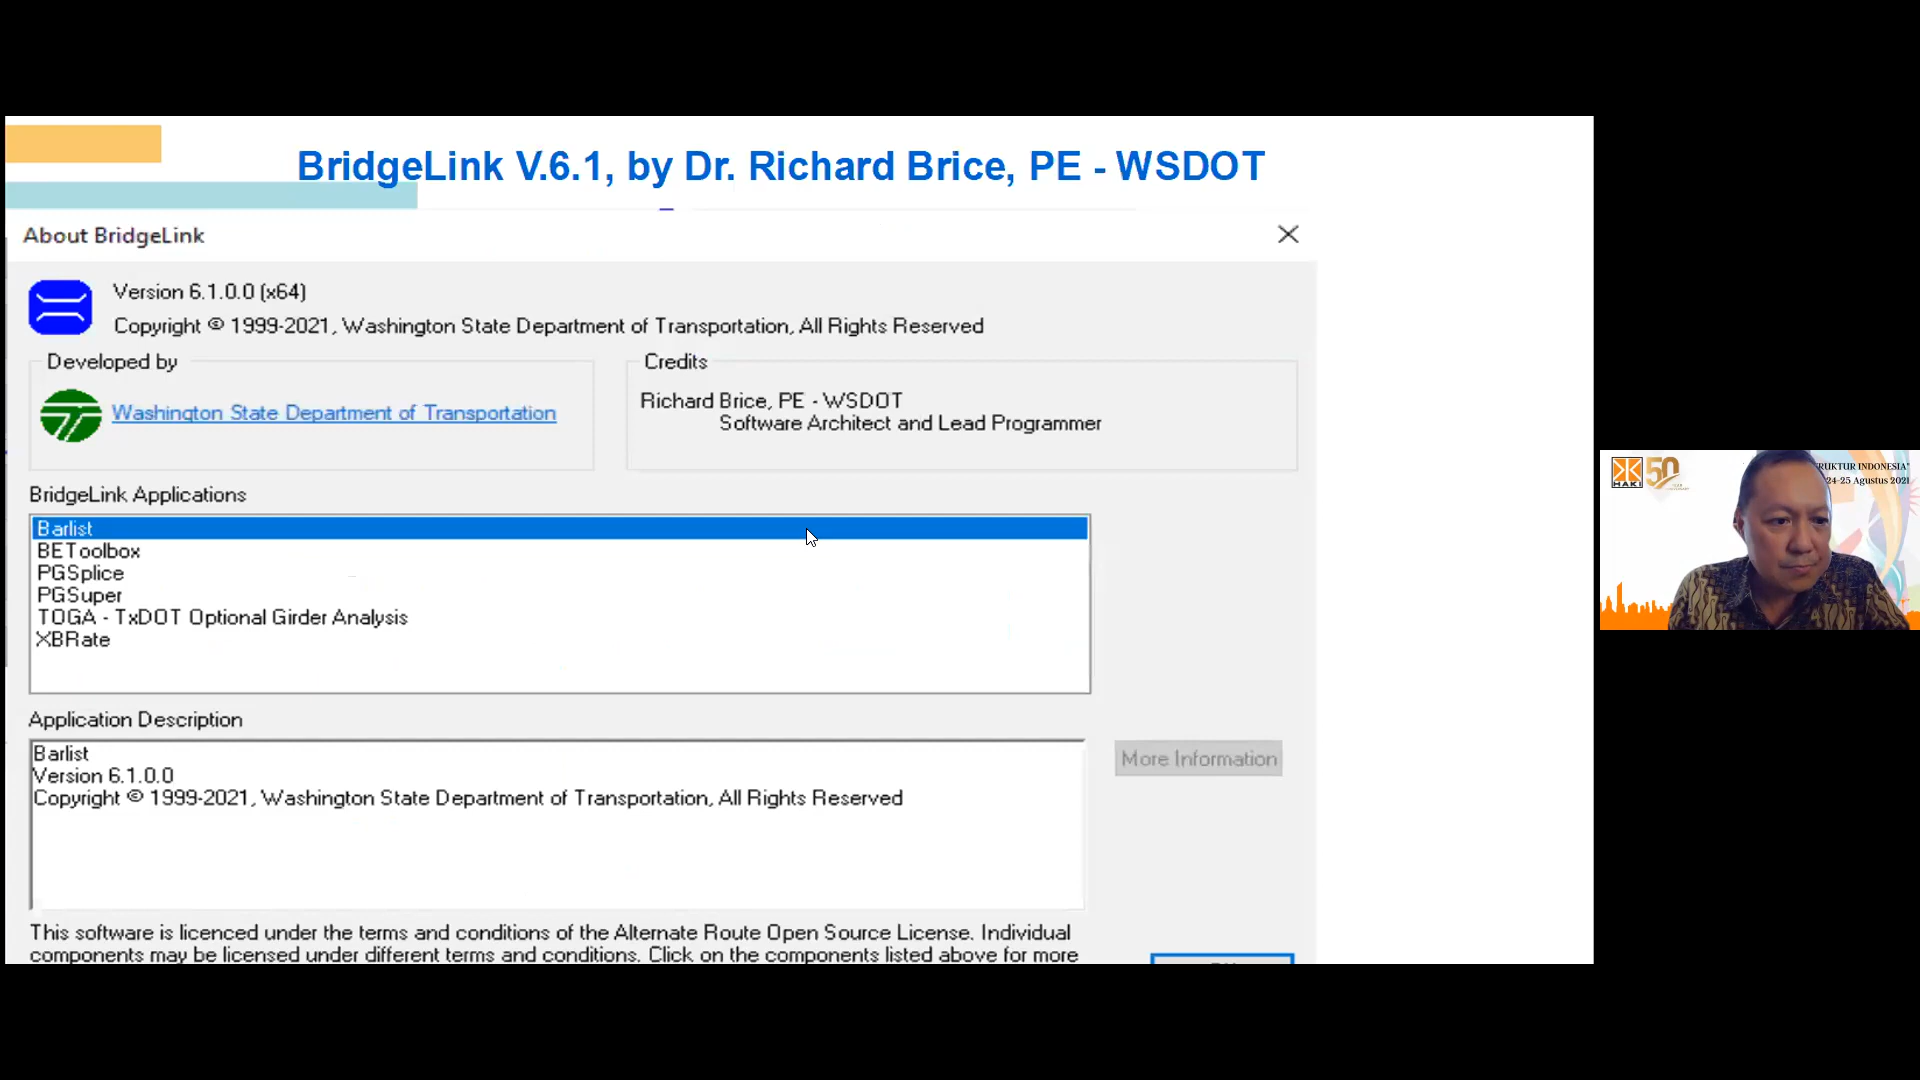 BridgeLink V.6.1, by Dr. Richard Brice, PE - WSDOT
About BridgeLink
Version 6.1.0.0 (x64)
Copyright © 1999-2021, Washington State Department of Transportation, All Rights Reserved
Developed by
Washington State Department of Transportation
Credits
Richard Brice, PE - WSDOT
Software Architect and Lead Programmer
BridgeLink Applications
Barlist
BEToolbox
PGSplice
PGSuper
TOGA - TxDOT Optional Girder Analysis
XBRate
Application Description
Barlist
Version 6.1.0.0
Copyright © 1999-2021, Washington State Department of Transportation, All Rights Reserved
More Information
This software is licenced under the terms and conditions of the Alternate Route Open Source License. Individual
components may be licensed under different terms and conditions. Click on the components listed above for more
HAKI
50
RUKTUR INDONESIA"
24-25 Agustus 2021